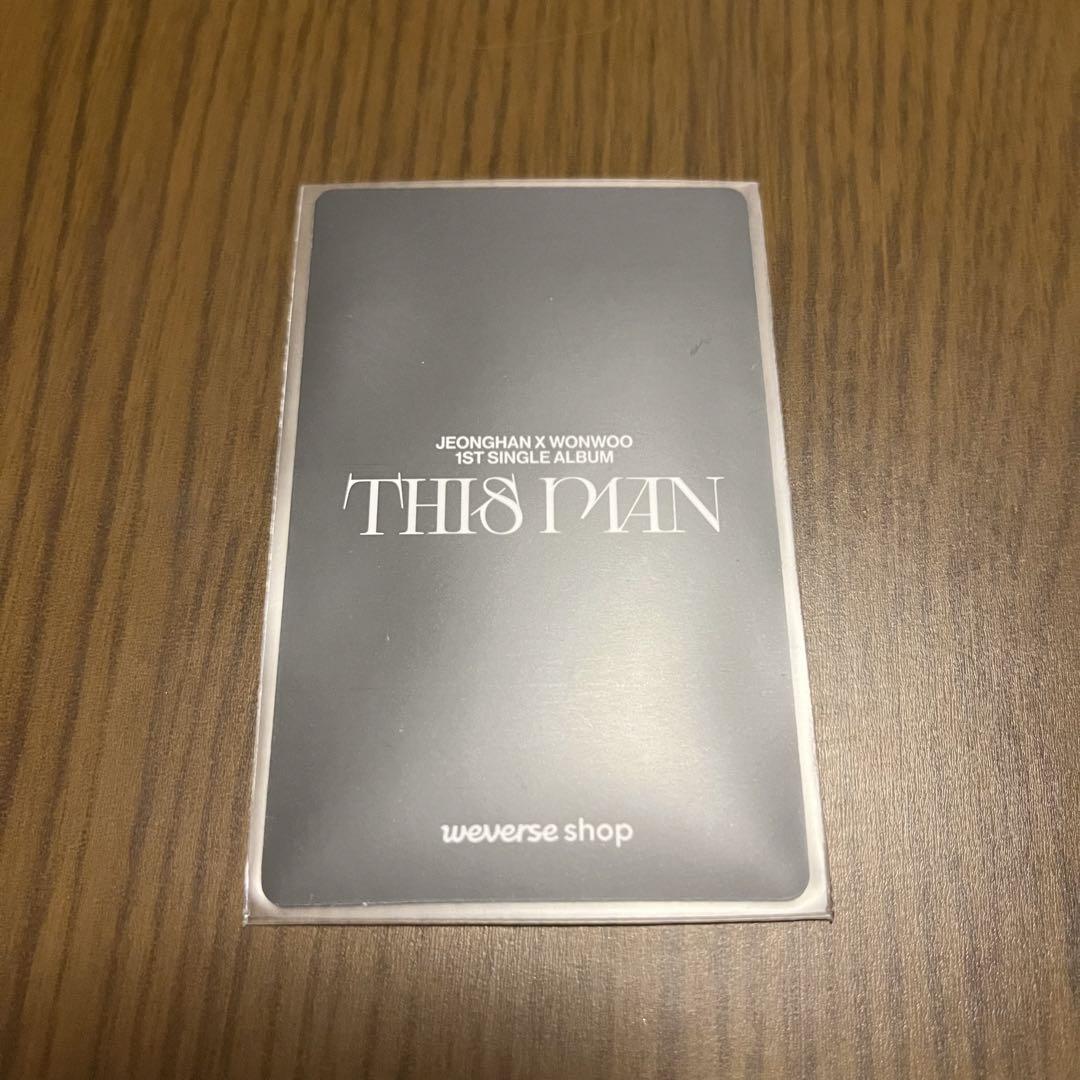 JEONGHAN X WONWOO
1ST SINGLE ALBUM
THIS MAN
weverse shop